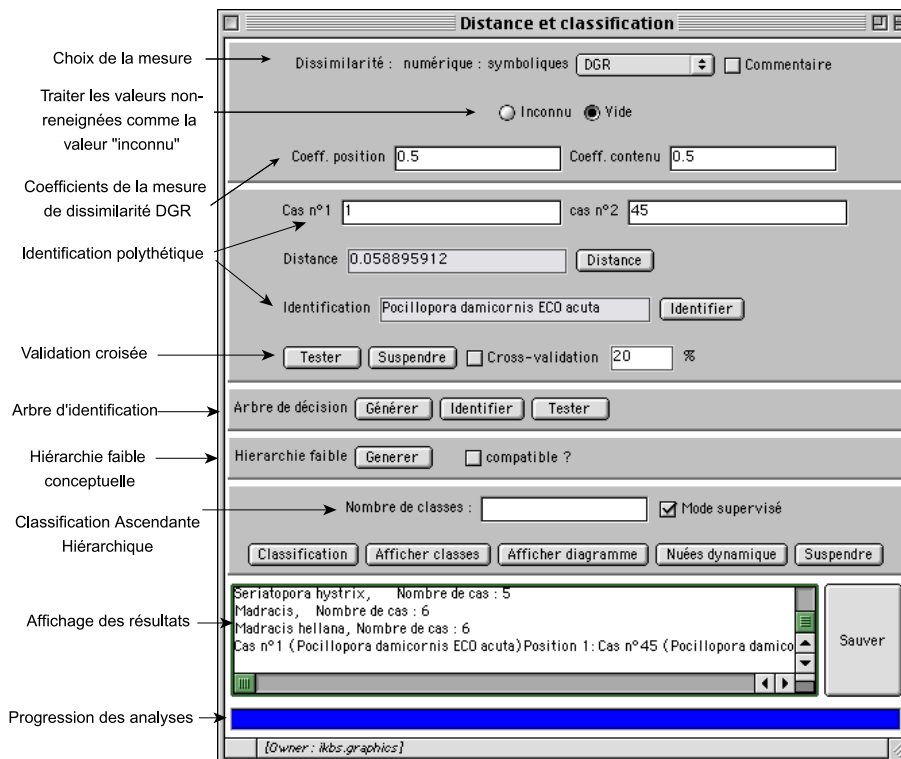 Distance et classification
Choix de la mesure
Dissimilarité : numérique : symboliques DGR Commentaire
Traiter les valeurs non-
reneignées comme la
valeur "inconnu"
Inconnu Vide
Coeff. position 0.5 Coeff. contenu 0.5
Coefficients de la mesure
de dissimilarité DGR
Cas n°1 1 cas n°2 45
Identification polythétique
Distance 0.058895912 Distance
Identification Pocillopora damicornis ECO acuta Identifier
Validation croisée
Tester Suspendre Cross-validation 20 %
Arbre d'identification
Arbre de décision Générer Identifier Tester
Hiérarchie faible
conceptuelle
Hierarchie faible Generer compatible ?
Nombre de classes : Mode supervisé
Classification Ascendante
Hiérarchique
Classification Afficher classes Afficher diagramme Nuées dynamique Suspendre
Affichage des résultats
Seriatopora hystrix, Nombre de cas : 5
Madracis, Nombre de cas : 6
Madracis hellana, Nombre de cas : 6
Cas n°1 (Pocillopora damicornis ECO acuta) Position 1: Cas n°45 (Pocillopora damico
Sauver
Progression des analyses
[Owner : ikbs.graphics]